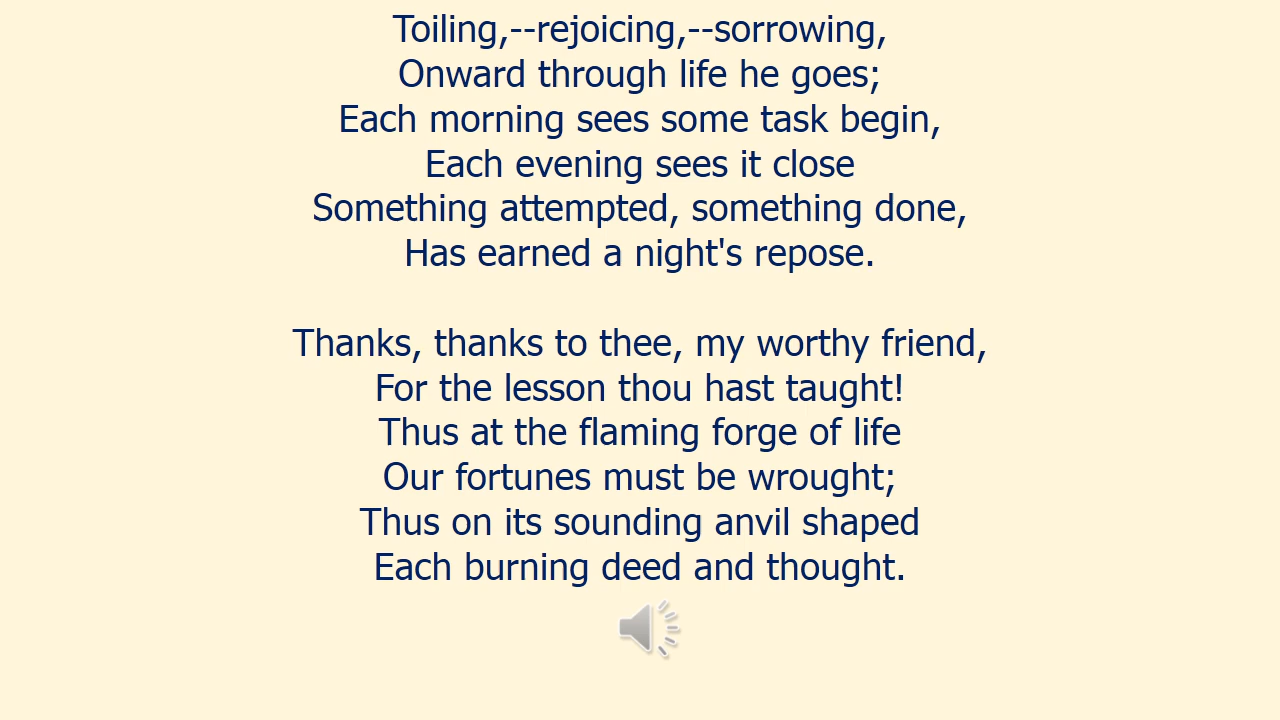 Toiling,--rejoicing,--sorrowing,
Onward through life he goes;
Each morning sees some task begin,
Each evening sees it close
Something attempted, something done,
Has earned a night's repose.

Thanks, thanks to thee, my worthy friend,
For the lesson thou hast taught!
Thus at the flaming forge of life
Our fortunes must be wrought;
Thus on its sounding anvil shaped
Each burning deed and thought.